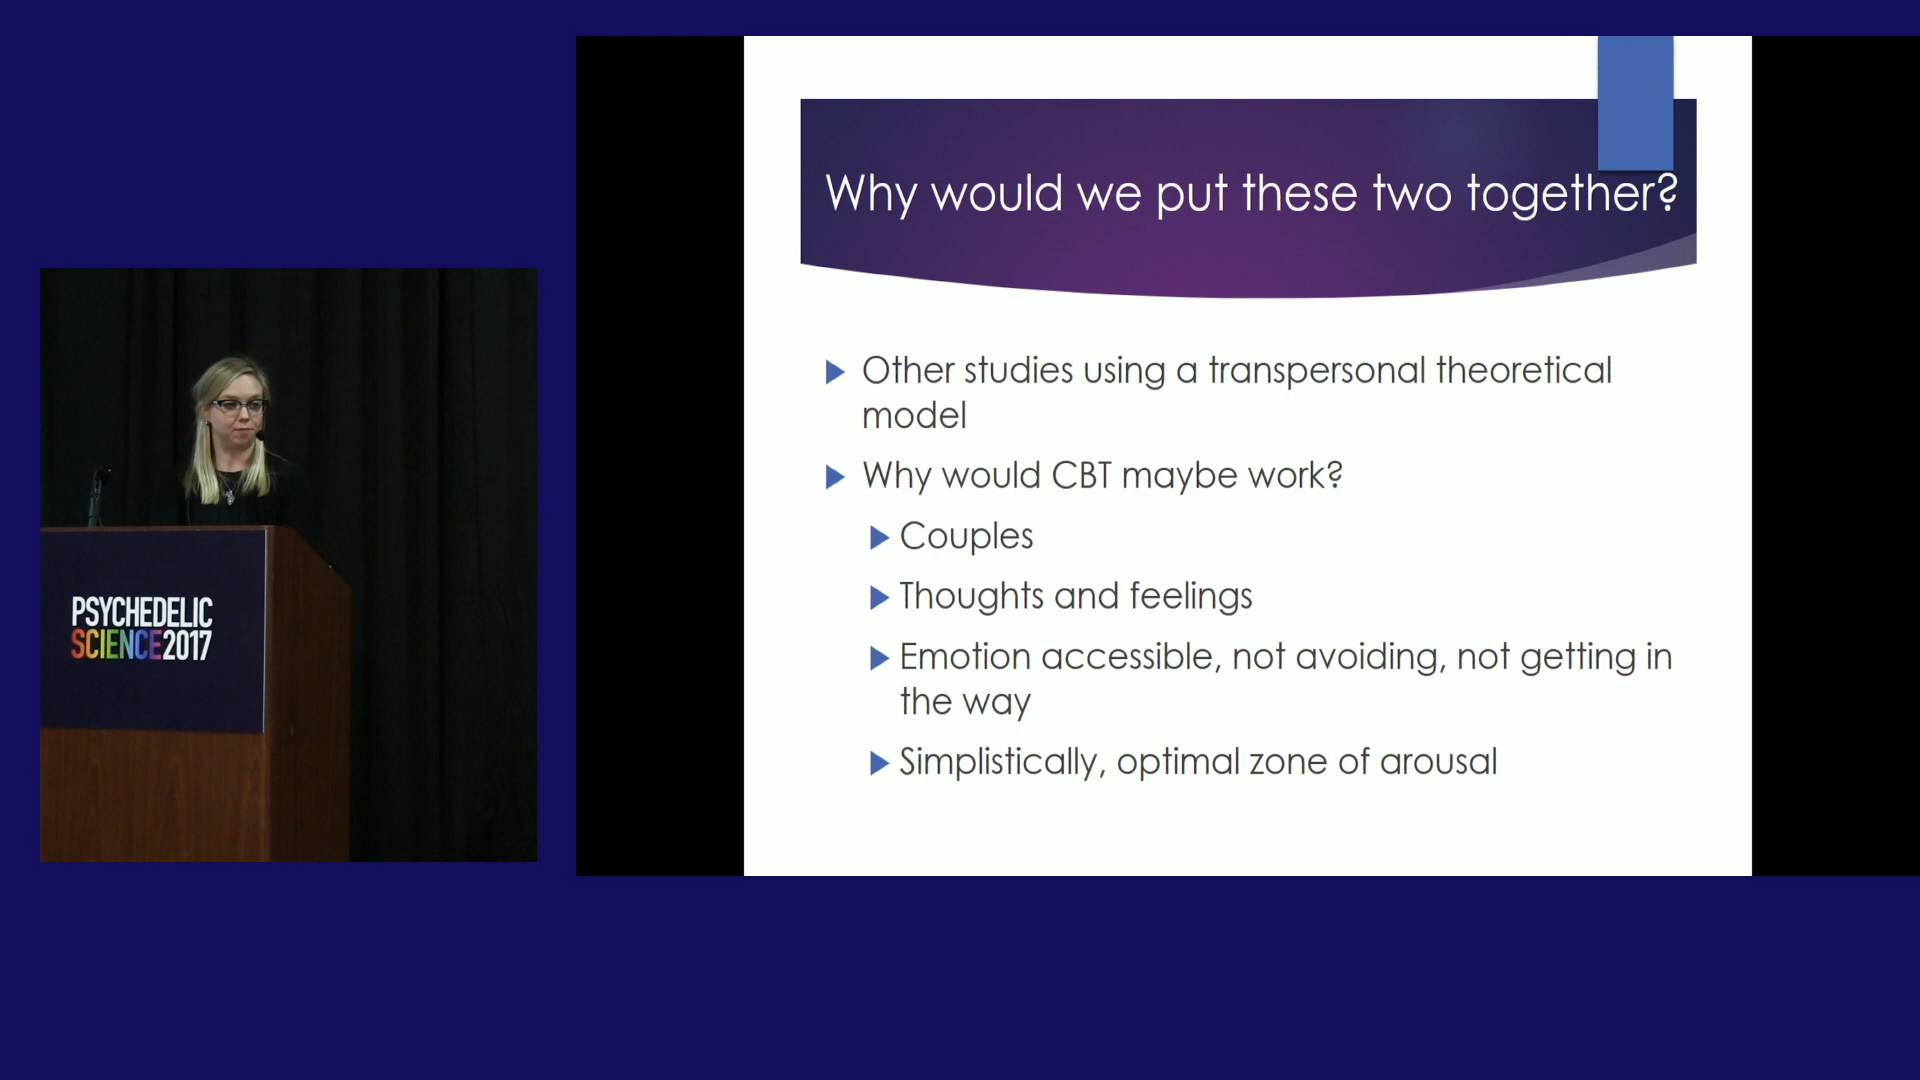 PSYCHEDELIC
SCIENCE2017
Why would we put these two together?
Other studies using a transpersonal theoretical
model
Why would CBT maybe work?
Couples
Thoughts and feelings
Emotion accessible, not avoiding, not getting in
the way
Simplistically, optimal zone of arousal